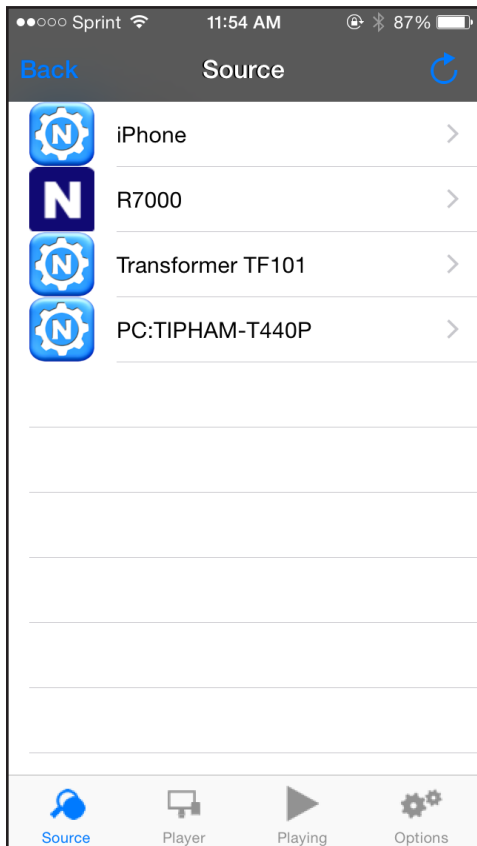 Sprint 11:54 AM 87%
Back Source
N iPhone
N R7000
N Transformer TF101
N PC:TIPHAM-T440P
Source Player Playing Options